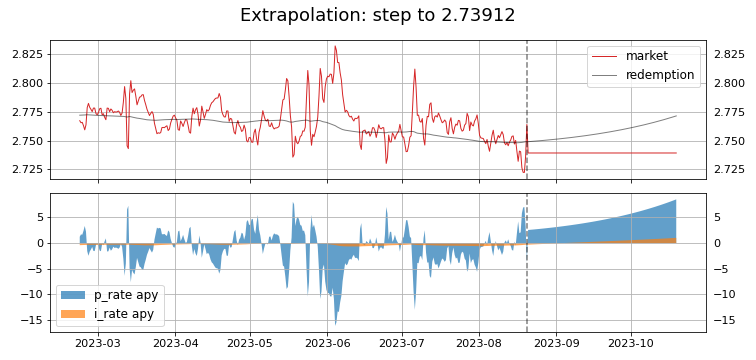 Extrapolation: step to 2.73912
2.825 2.825
2.800 2.800
2.775 2.775
2.750 2.750
2.725 2.725
market
redemption
5 5
0 0
−5 −5
−10 −10
−15 −15
p_rate apy
i_rate apy
2023-03 2023-04 2023-05 2023-06 2023-07 2023-08 2023-09 2023-10